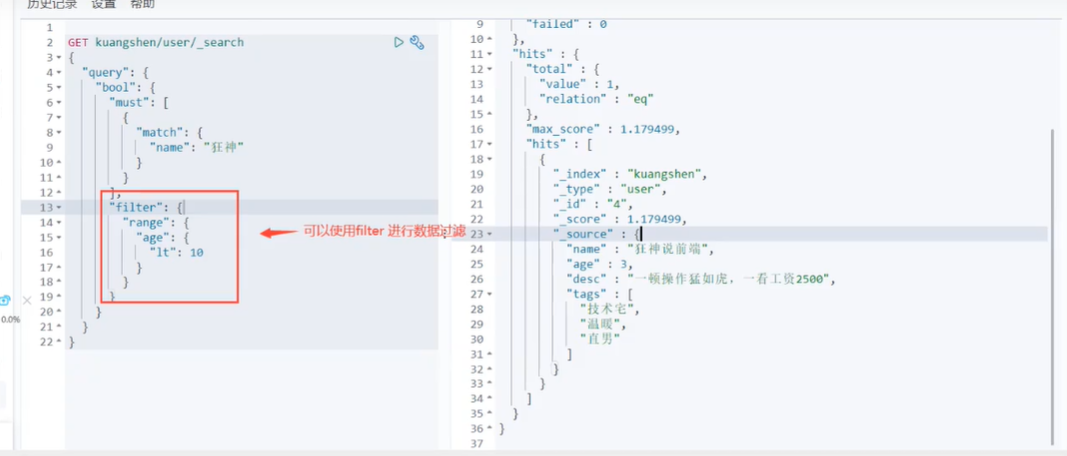 历史记录 设置 帮助
1
2 GET kuangshen/user/_search
3 {
4 "query": {
5 "bool": {
6 "must": [
7 {
8 "match": {
9 "name": "狂神"
10 }
11 }
12 ],
13 "filter": {
14 "range": {
15 "age": {
16 "lt": 10
17 }
18 }
19 }
20 }
21 }
22 }
可以使用filter 进行数据过滤
0.0%
9 "failed" : 0
10 },
11 "hits" : {
12 "total" : {
13 "value" : 1,
14 "relation" : "eq"
15 },
16 "max_score" : 1.179499,
17 "hits" : [
18 {
19 "_index" : "kuangshen",
20 "_type" : "user",
21 "_id" : "4",
22 "_score" : 1.179499,
23 "_source" : {
24 "name" : "狂神说前端",
25 "age" : 3,
26 "desc" : "一顿操作猛如虎，一看工资2500",
27 "tags" : [
28 "技术宅",
29 "温暖",
30 "直男"
31 ]
32 }
33 }
34 ]
35 }
36 }
37